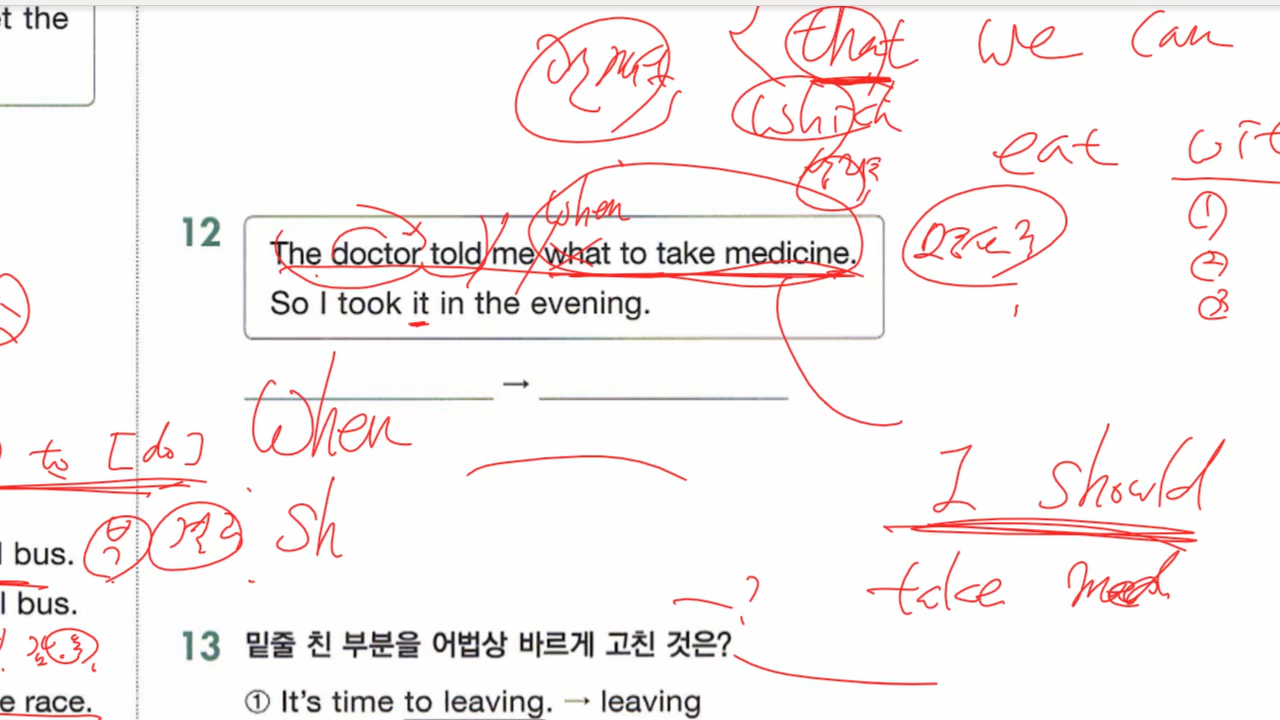 t the
that we can
which
eat wit
① ② ③
when
12
The doctor told me what to take medicine.
So I took it in the evening.
→
When
to [do]
I should
sh
bus.
take
l bus.
13 밑줄 친 부분을 어법상 바르게 고친 것은?
?
e race.
① It's time to leaving. → leaving